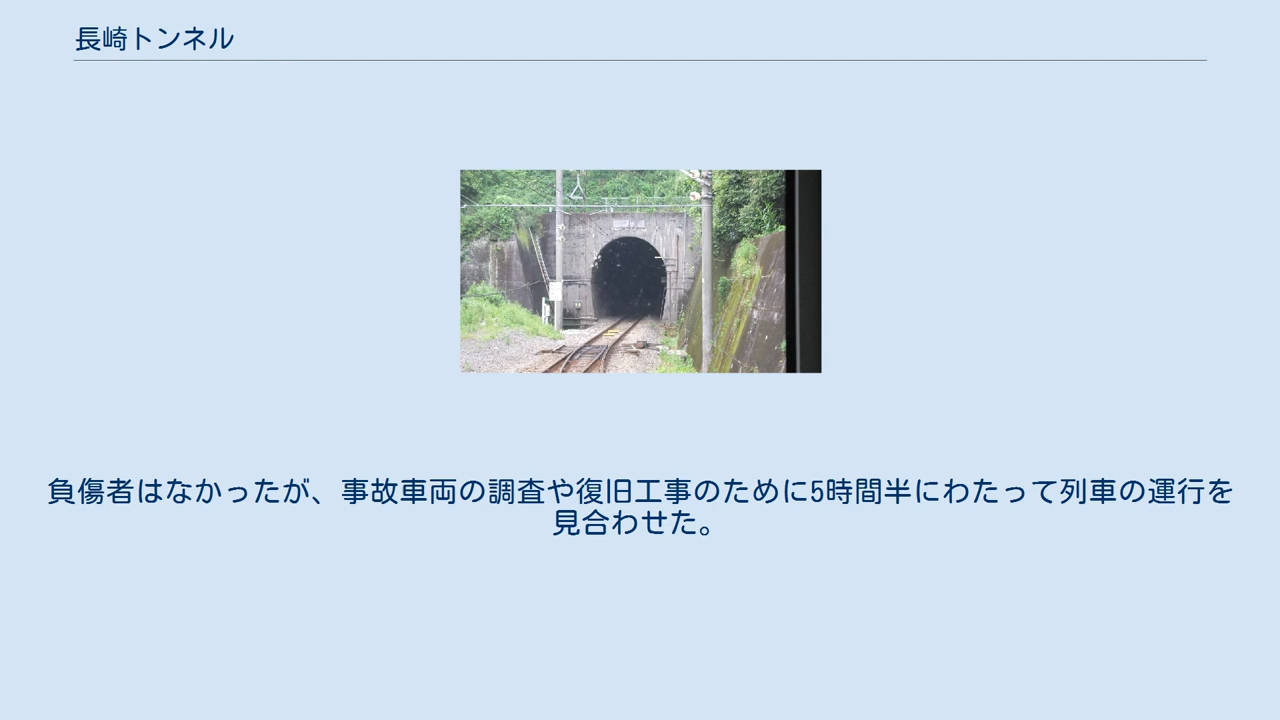 長崎トンネル
負傷者はなかったが、事故車両の調査や復旧工事のために5時間半にわたって列車の運行を
見合わせた。